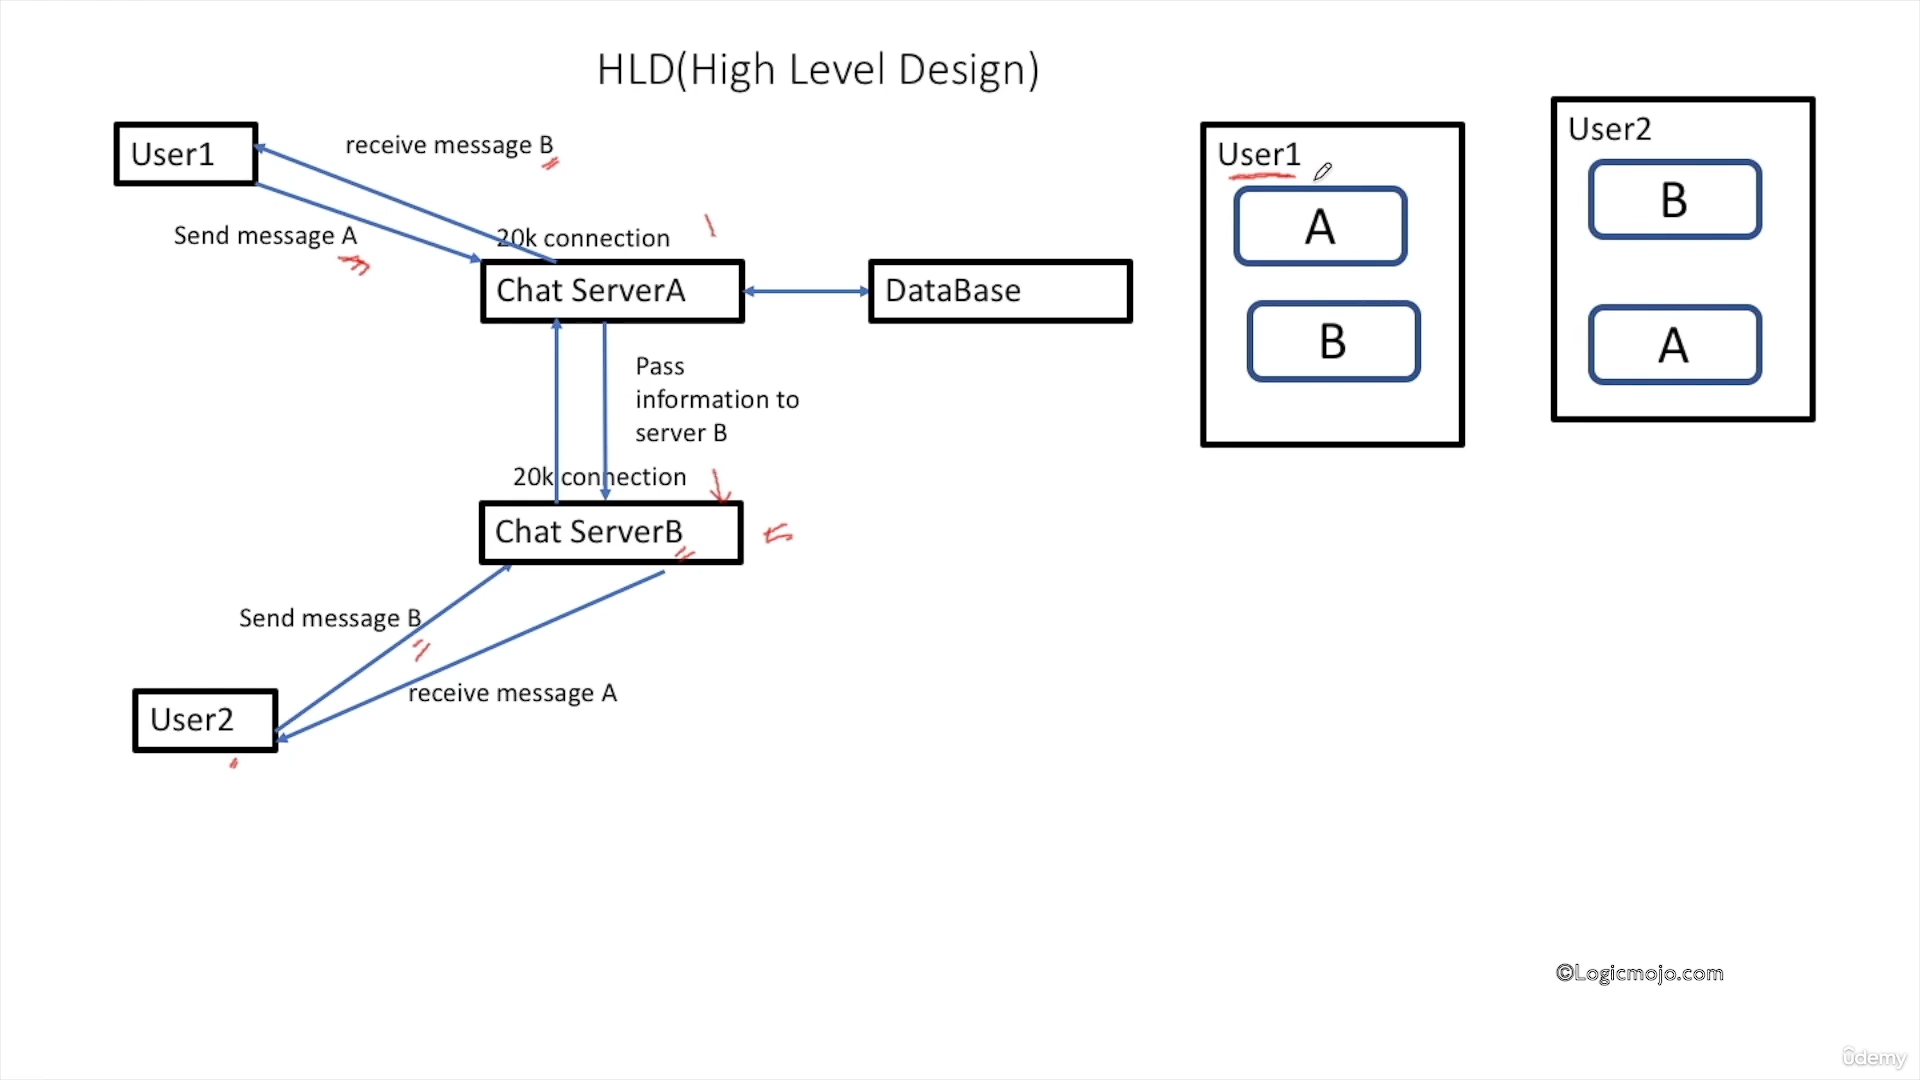 HLD(High Level Design)
User1
receive message B
Send message A
20k connection
Chat ServerA
DataBase
Pass
information to
server B
20k connection
Chat ServerB
Send message B
receive message A
User2
User1
A
B
User2
B
A
©Logicmojo.com
ûdemy